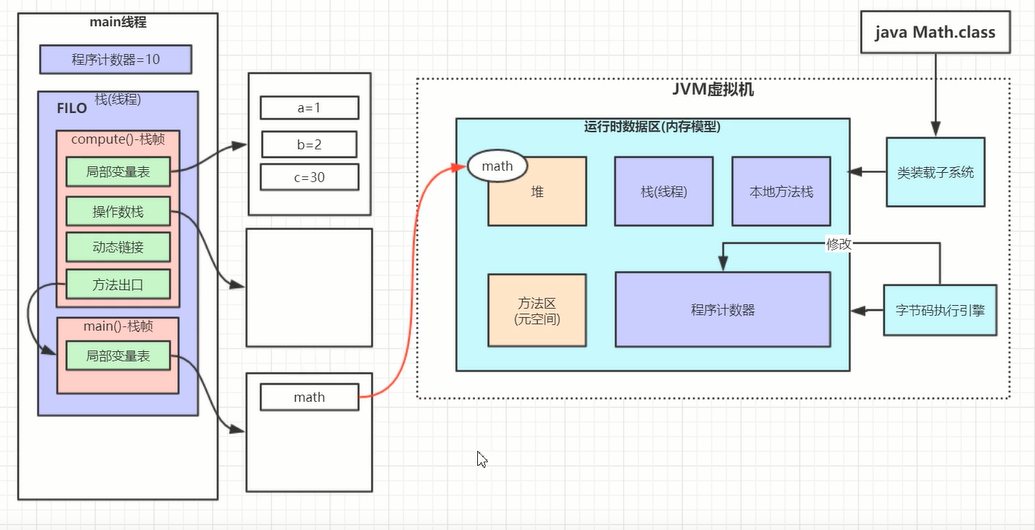 main线程
程序计数器=10
栈(线程)
FILO
compute()-栈帧
局部变量表
操作数栈
动态链接
方法出口
main()-栈帧
局部变量表
a=1
b=2
c=30
math
java Math.class
JVM虚拟机
运行时数据区(内存模型)
math
堆
栈(线程)
本地方法栈
类装载子系统
修改
方法区
(元空间)
程序计数器
字节码执行引擎